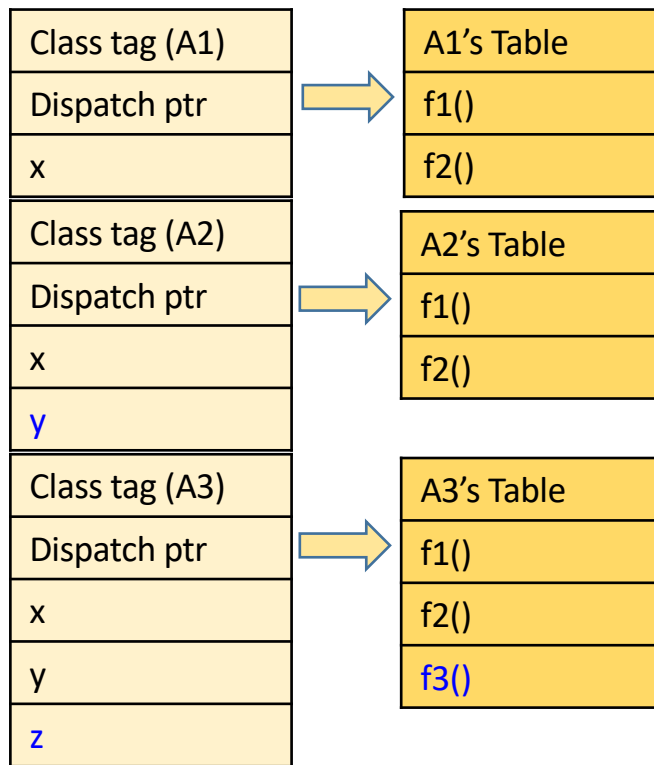 Class tag (A1)
Dispatch ptr
x
A1's Table
f1()
f2()
Class tag (A2)
Dispatch ptr
x
y
A2's Table
f1()
f2()
Class tag (A3)
Dispatch ptr
x
y
z
A3's Table
f1()
f2()
f3()